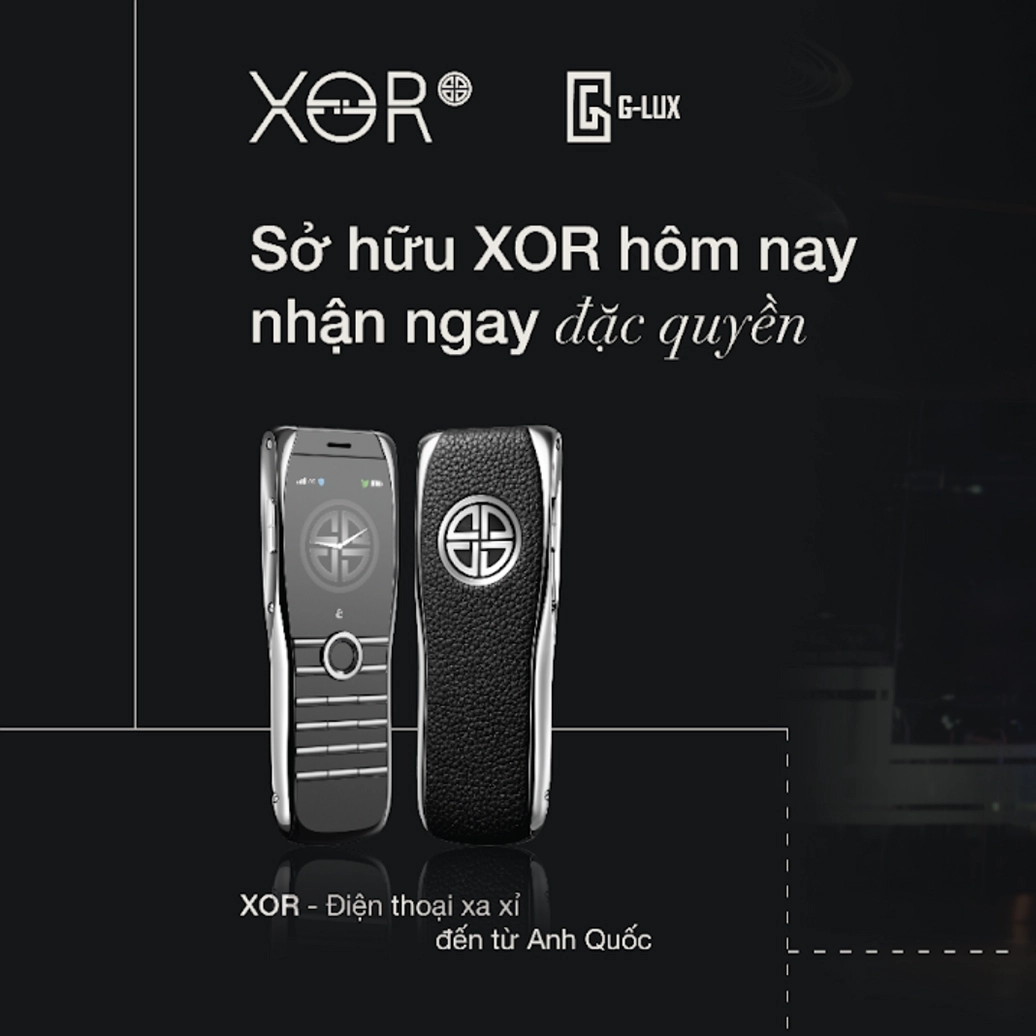 XOR
G-LUX
Sở hữu XOR hôm nay
nhận ngay đặc quyền
XOR - Điện thoại xa xỉ
đến từ Anh Quốc